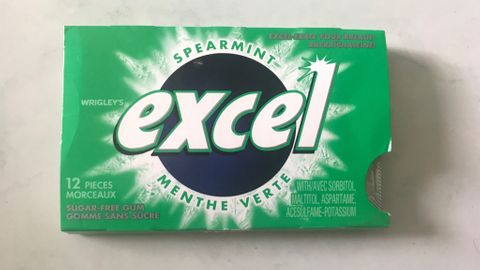 SPEARMINT
WRIGLEY'S
excel
MENTHE VERTE
12 PIECES
MORCEAUX
SUGAR-FREE GUM
GOMME SANS SUCRE
WITH/AVEC SORBITOL,
MALTITOL, ASPARTAME,
ACESULFAME-POTASSIUM